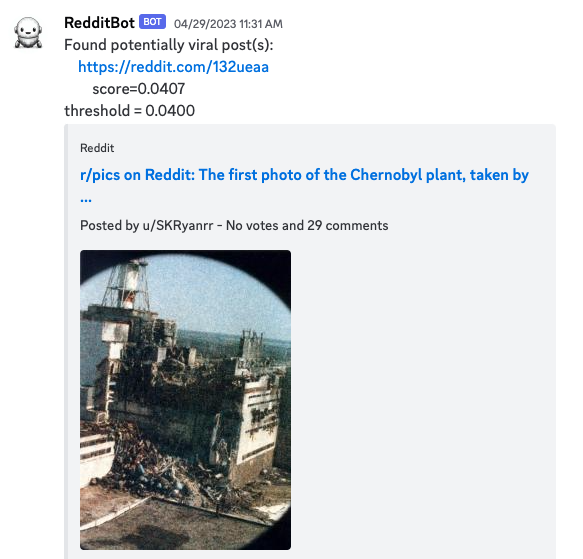 RedditBot BOT 04/29/2023 11:31 AM
Found potentially viral post(s):
https://reddit.com/132ueaa
score=0.0407
threshold = 0.0400
Reddit
r/pics on Reddit: The first photo of the Chernobyl plant, taken by
...
Posted by u/SKRyanrr - No votes and 29 comments